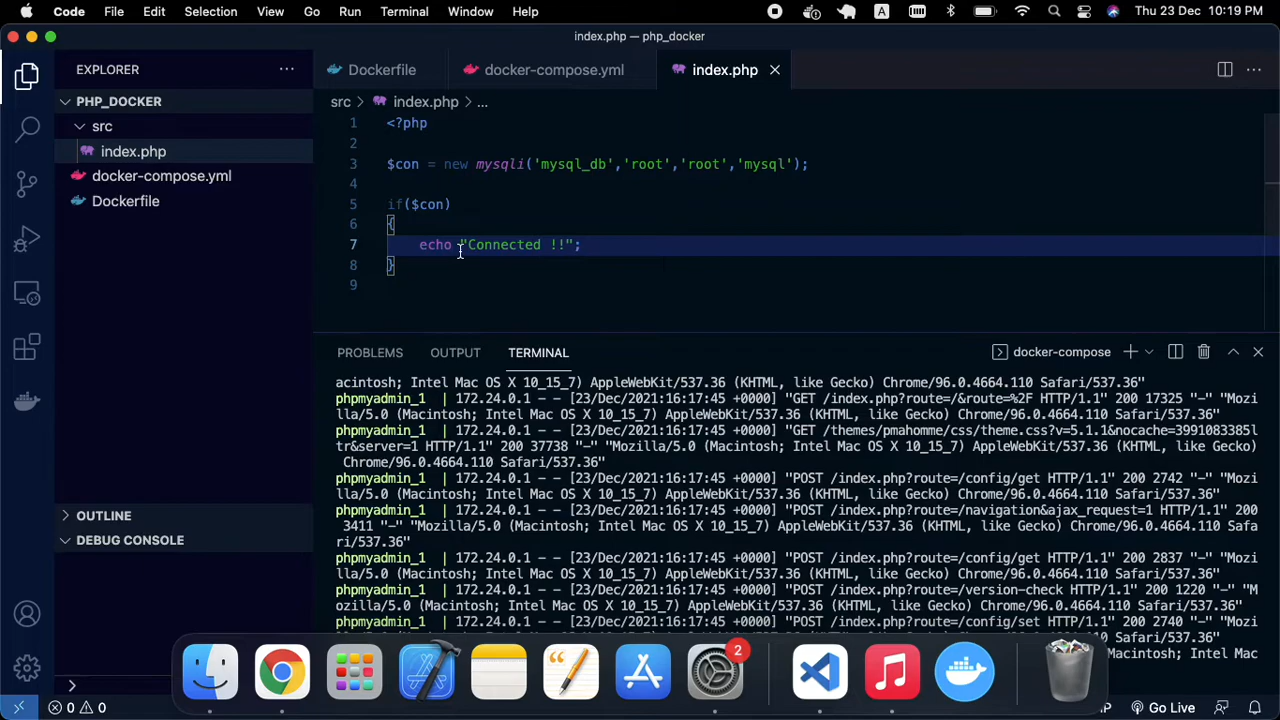 Code File Edit Selection View Go Run Terminal Window Help A Thu 23 Dec 10:19 PM
index.php — php_docker
EXPLORER
Dockerfile docker-compose.yml index.php
PHP_DOCKER
src
index.php
docker-compose.yml
Dockerfile
src > index.php > ...
1 <?php
2
3 $con = new mysqli('mysql_db','root','root','mysql');
4
5 if($con)
6 {
7 echo "Connected !!";
8 }
9
PROBLEMS OUTPUT TERMINAL docker-compose
acintosh; Intel Mac OS X 10_15_7) AppleWebKit/537.36 (KHTML, like Gecko) Chrome/96.0.4664.110 Safari/537.36"
phpmyadmin_1 | 172.24.0.1 - - [23/Dec/2021:16:17:45 +0000] "GET /index.php?route=/&route=%2F HTTP/1.1" 200 17325 "-" "Mozi
lla/5.0 (Macintosh; Intel Mac OS X 10_15_7) AppleWebKit/537.36 (KHTML, like Gecko) Chrome/96.0.4664.110 Safari/537.36"
phpmyadmin_1 | 172.24.0.1 - - [23/Dec/2021:16:17:45 +0000] "GET /themes/pmahomme/css/theme.css?v=5.1.1&nocache=3991083385l
tr&server=1 HTTP/1.1" 200 37738 "-" "Mozilla/5.0 (Macintosh; Intel Mac OS X 10_15_7) AppleWebKit/537.36 (KHTML, like Gecko)
Chrome/96.0.4664.110 Safari/537.36"
phpmyadmin_1 | 172.24.0.1 - - [23/Dec/2021:16:17:45 +0000] "POST /index.php?route=/config/get HTTP/1.1" 200 2742 "-" "Mozi
lla/5.0 (Macintosh; Intel Mac OS X 10_15_7) AppleWebKit/537.36 (KHTML, like Gecko) Chrome/96.0.4664.110 Safari/537.36"
phpmyadmin_1 | 172.24.0.1 - - [23/Dec/2021:16:17:45 +0000] "POST /index.php?route=/navigation&ajax_request=1 HTTP/1.1" 200
3411 "-" "Mozilla/5.0 (Macintosh; Intel Mac OS X 10_15_7) AppleWebKit/537.36 (KHTML, like Gecko) Chrome/96.0.4664.110 Safa
ri/537.36"
phpmyadmin_1 | 172.24.0.1 - - [23/Dec/2021:16:17:45 +0000] "POST /index.php?route=/config/get HTTP/1.1" 200 2837 "-" "Mozi
lla/5.0 (Macintosh; Intel Mac OS X 10_15_7) AppleWebKit/537.36 (KHTML, like Gecko) Chrome/96.0.4664.110 Safari/537.36"
phpmyadmin_1 | 172.24.0.1 - - [23/Dec/2021:16:17:45 +0000] "POST /index.php?route=/version-check HTTP/1.1" 200 1220 "-" "M
ozilla/5.0 (Macintosh; Intel Mac OS X 10_15_7) AppleWebKit/537.36 (KHTML, like Gecko) Chrome/96.0.4664.110 Safari/537.36"
phpmyadmin_1 | 172.24.0.1 - - [23/Dec/2021:16:17:45 +0000] "POST /index.php?route=/config/set HTTP/1.1" 200 2740 "-" "Mozi
Safari/537.36"
Mac
OUTLINE
DEBUG CONSOLE
2
0 0 Go Live